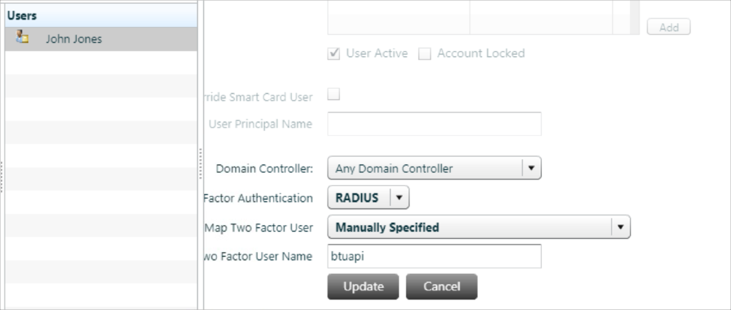 Users
John Jones
Add
User Active Account Locked
ride Smart Card User
User Principal Name
Domain Controller: Any Domain Controller
Factor Authentication RADIUS
Map Two Factor User Manually Specified
wo Factor User Name btuapi
Update Cancel